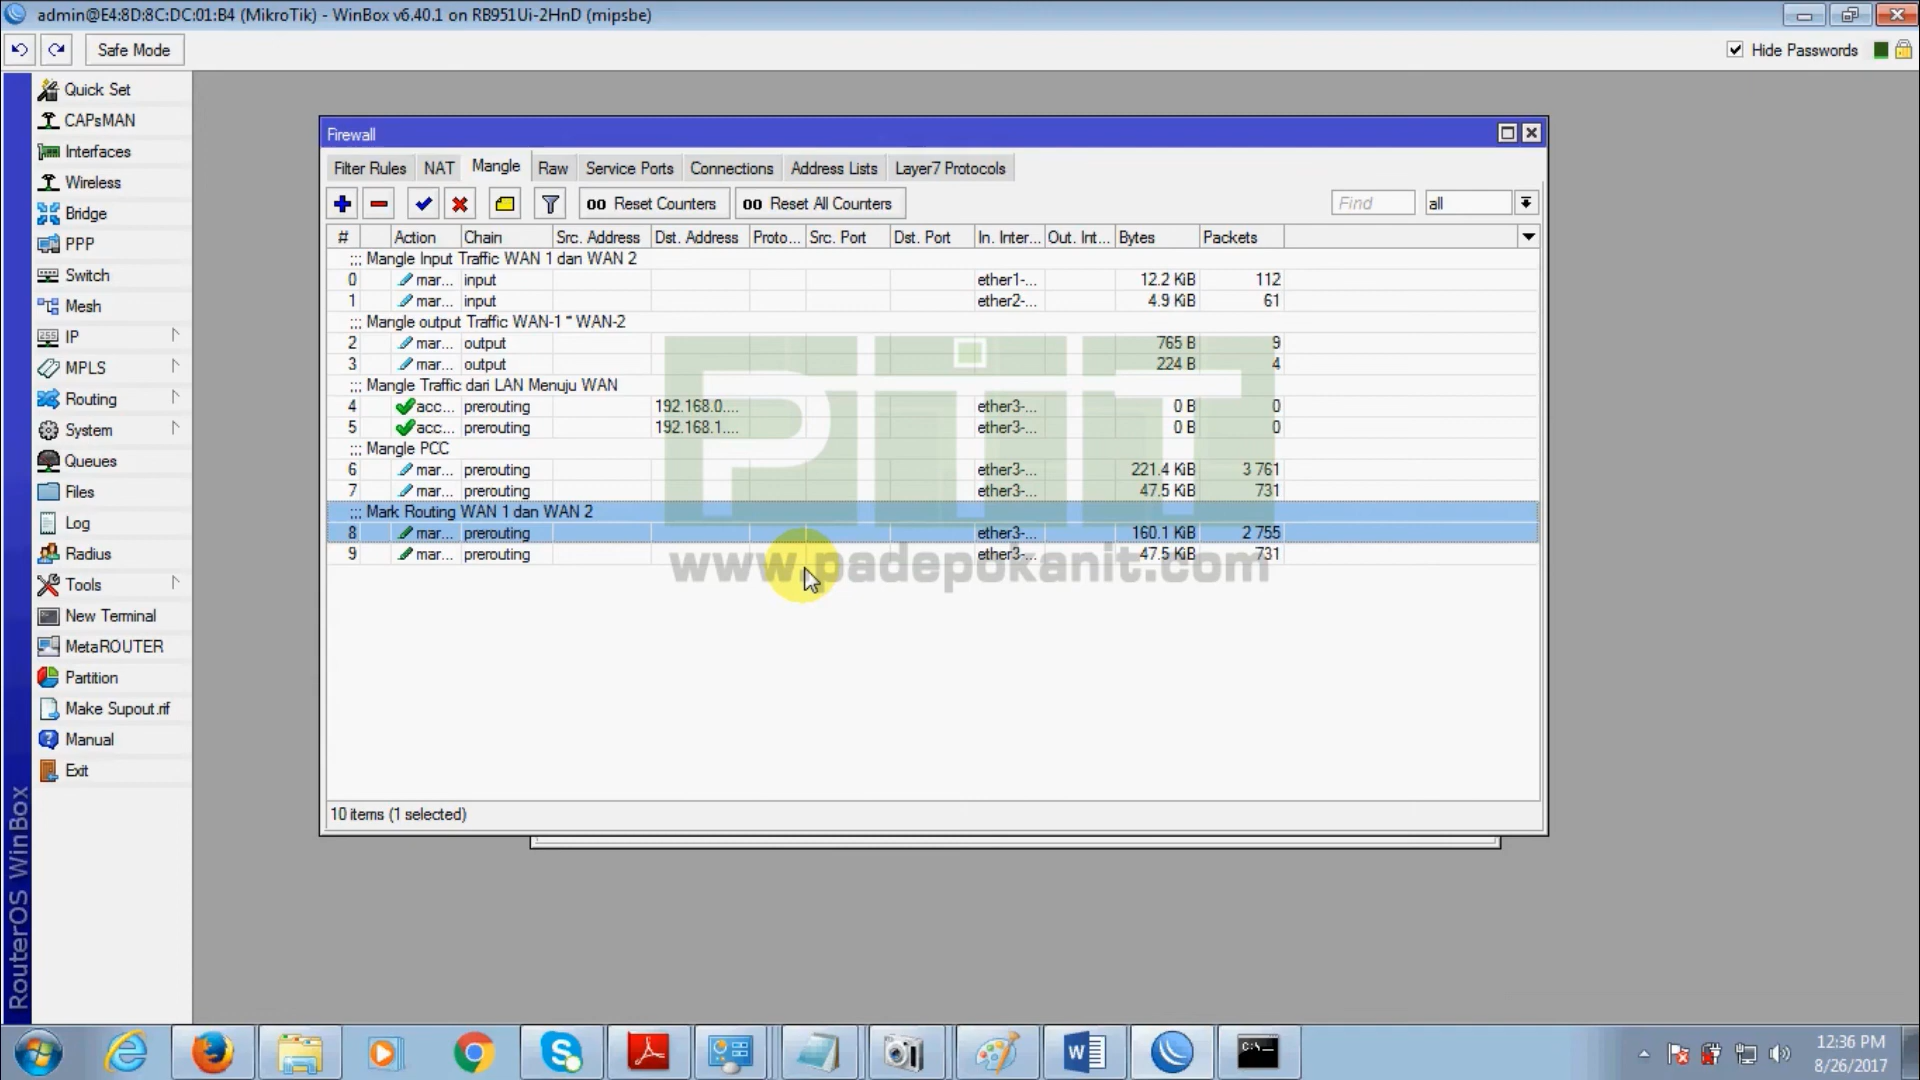 admin@E4:8D:8C:DC:01:B4 (MikroTik) - WinBox v6.40.1 on RB951Ui-2HnD (mipsbe)
Safe Mode
Hide Passwords
Quick Set
CAPsMAN
Interfaces
Wireless
Bridge
PPP
Switch
Mesh
IP
MPLS
Routing
System
Queues
Files
Log
Radius
Tools
New Terminal
MetaROUTER
Partition
Make Supout.rif
Manual
Exit
RouterOS WinBox
Firewall
Filter Rules NAT Mangle Raw Service Ports Connections Address Lists Layer7 Protocols
00 Reset Counters 00 Reset All Counters Find all
# Action Chain Src. Address Dst. Address Proto... Src. Port Dst. Port In. Inter... Out. Int... Bytes Packets
;;; Mangle Input Traffic WAN 1 dan WAN 2
0 mar... input ether1-... 12.2 KiB 112
1 mar... input ether2-... 4.9 KiB 61
;;; Mangle output Traffic WAN-1 " WAN-2
2 mar... output 765 B 9
3 mar... output 224 B 4
;;; Mangle Traffic dari LAN Menuju WAN
4 acc... prerouting 192.168.0.... ether3-... 0 B 0
5 acc... prerouting 192.168.1.... ether3-... 0 B 0
;;; Mangle PCC
6 mar... prerouting ether3-... 221.4 KiB 3 761
7 mar... prerouting ether3-... 47.5 KiB 731
;;; Mark Routing WAN 1 dan WAN 2
8 mar... prerouting ether3-... 160.1 KiB 2 755
9 mar... prerouting ether3-... 47.5 KiB 731
PiiT
www.padepokanit.com
10 items (1 selected)
12:36 PM
8/26/2017